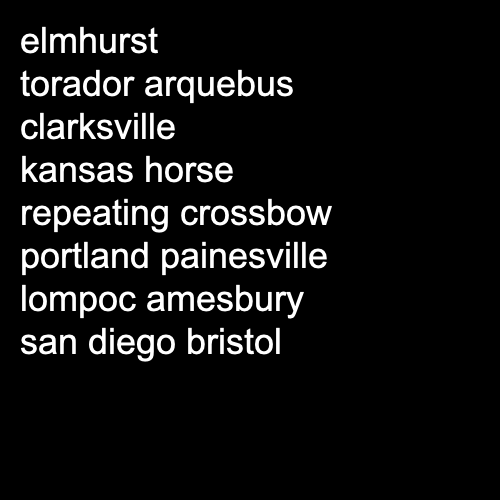 elmhurst
torador arquebus
clarksville
kansas horse
repeating crossbow
portland painesville
lompoc amesbury
san diego bristol